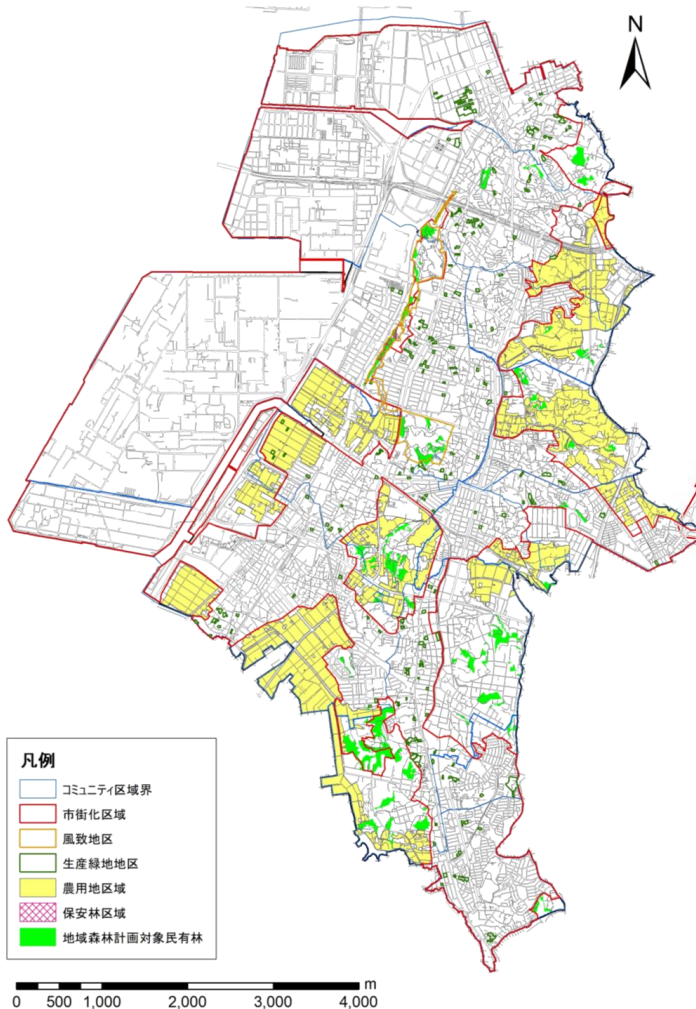 N
凡例
コミュニティ区域界
市街化区域
風致地区
生産緑地地区
農用地区域
保安林区域
地域森林計画対象民有林
m
0 500 1,000 2,000 3,000 4,000